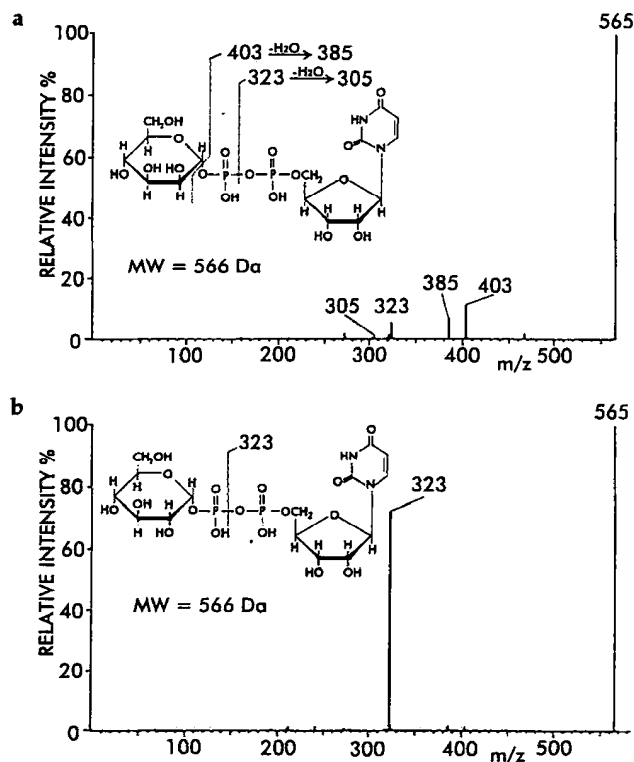 a
565
RELATIVE INTENSITY %
100
80
60
40
20
0
403 -H₂O→ 385
323 -H₂O→ 305
CH₂OH
O
H
H
H
HO
OH
HO
H
H
O
P
O
OH
O
P
O
OH
OCH₂
O
HN
O
N
O
H
H
H
H
HO
OH
MW = 566 Da
305
323
385
403
100
200
300
400
500
m/z
b
565
RELATIVE INTENSITY %
100
80
60
40
20
0
323
CH₂OH
O
H
H
H
HO
OH
HO
H
H
O
P
O
OH
O
P
O
OH
OCH₂
O
HN
O
N
O
H
H
H
H
HO
OH
MW = 566 Da
323
100
200
300
400
500
m/z